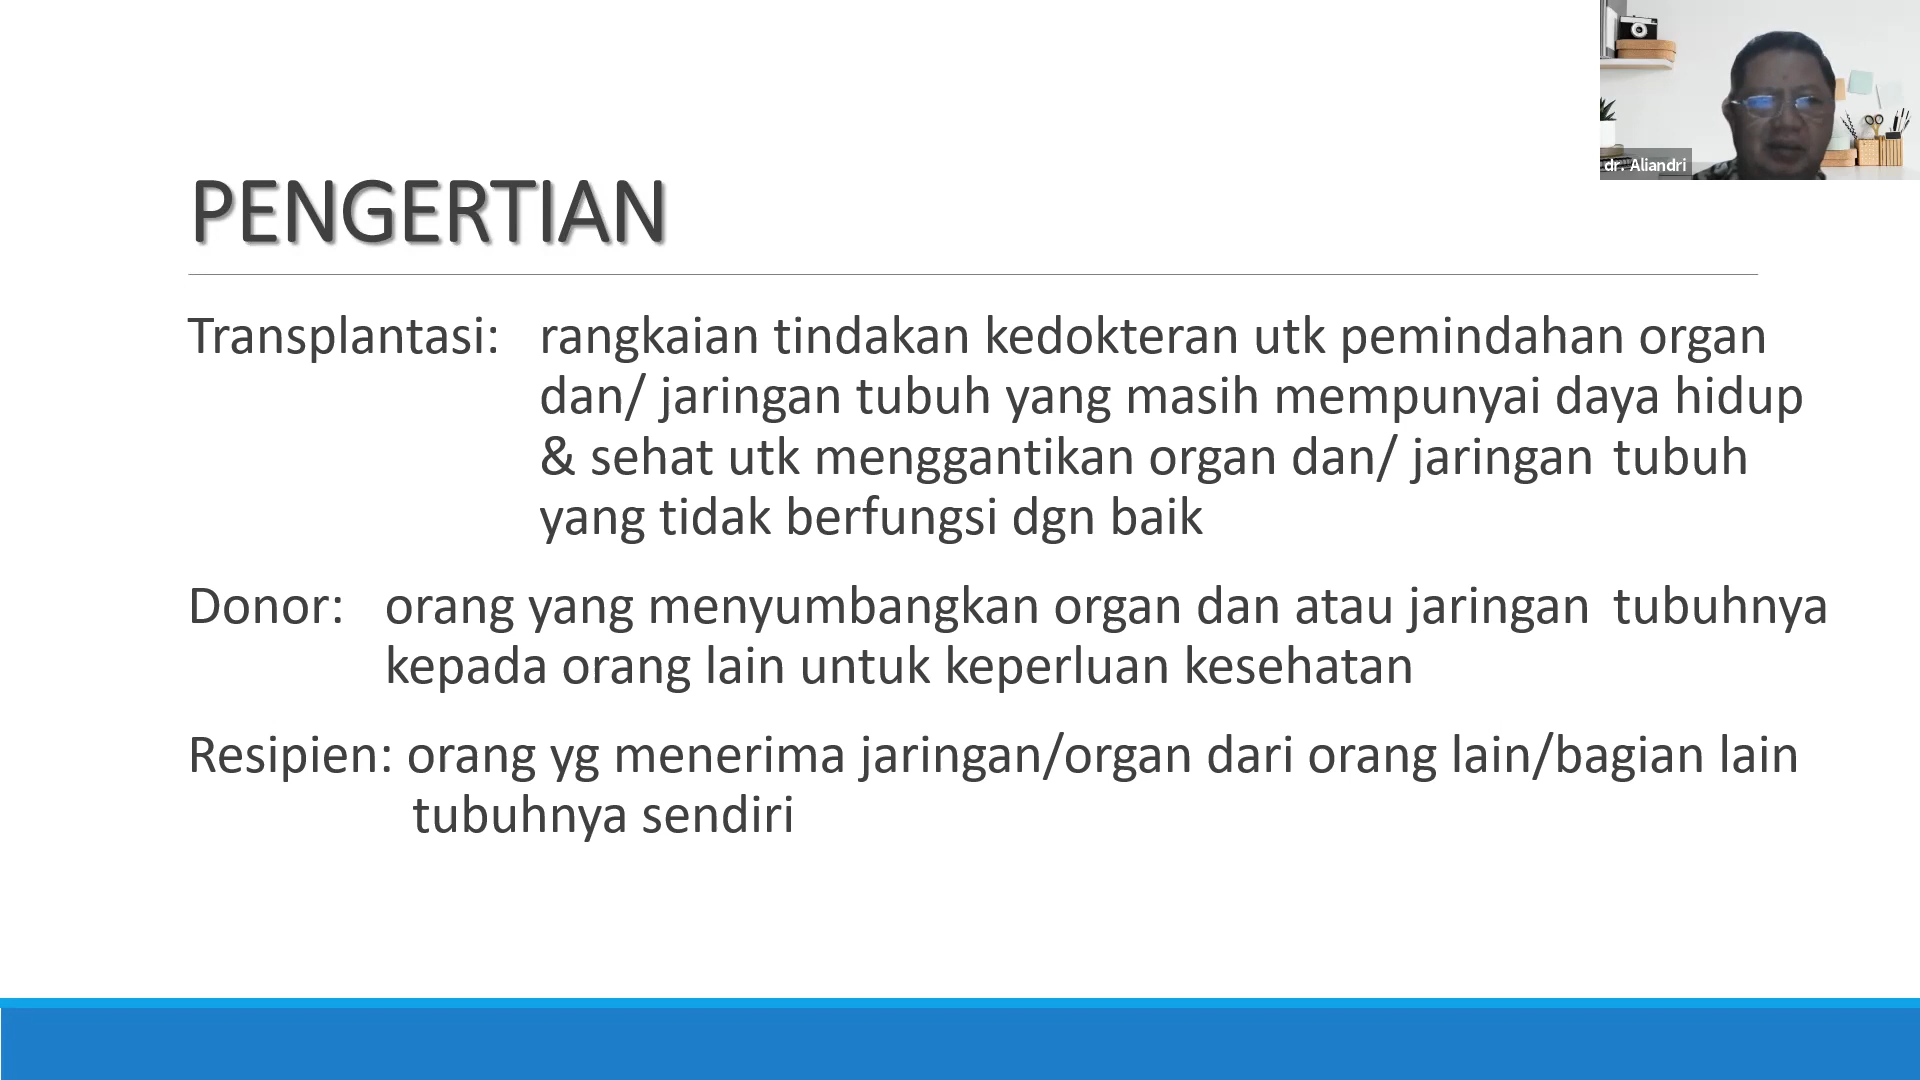 dr. Aliandri
PENGERTIAN
Transplantasi: rangkaian tindakan kedokteran utk pemindahan organ
dan/ jaringan tubuh yang masih mempunyai daya hidup
& sehat utk menggantikan organ dan/ jaringan tubuh
yang tidak berfungsi dgn baik
Donor: orang yang menyumbangkan organ dan atau jaringan tubuhnya
kepada orang lain untuk keperluan kesehatan
Resipien: orang yg menerima jaringan/organ dari orang lain/bagian lain
tubuhnya sendiri